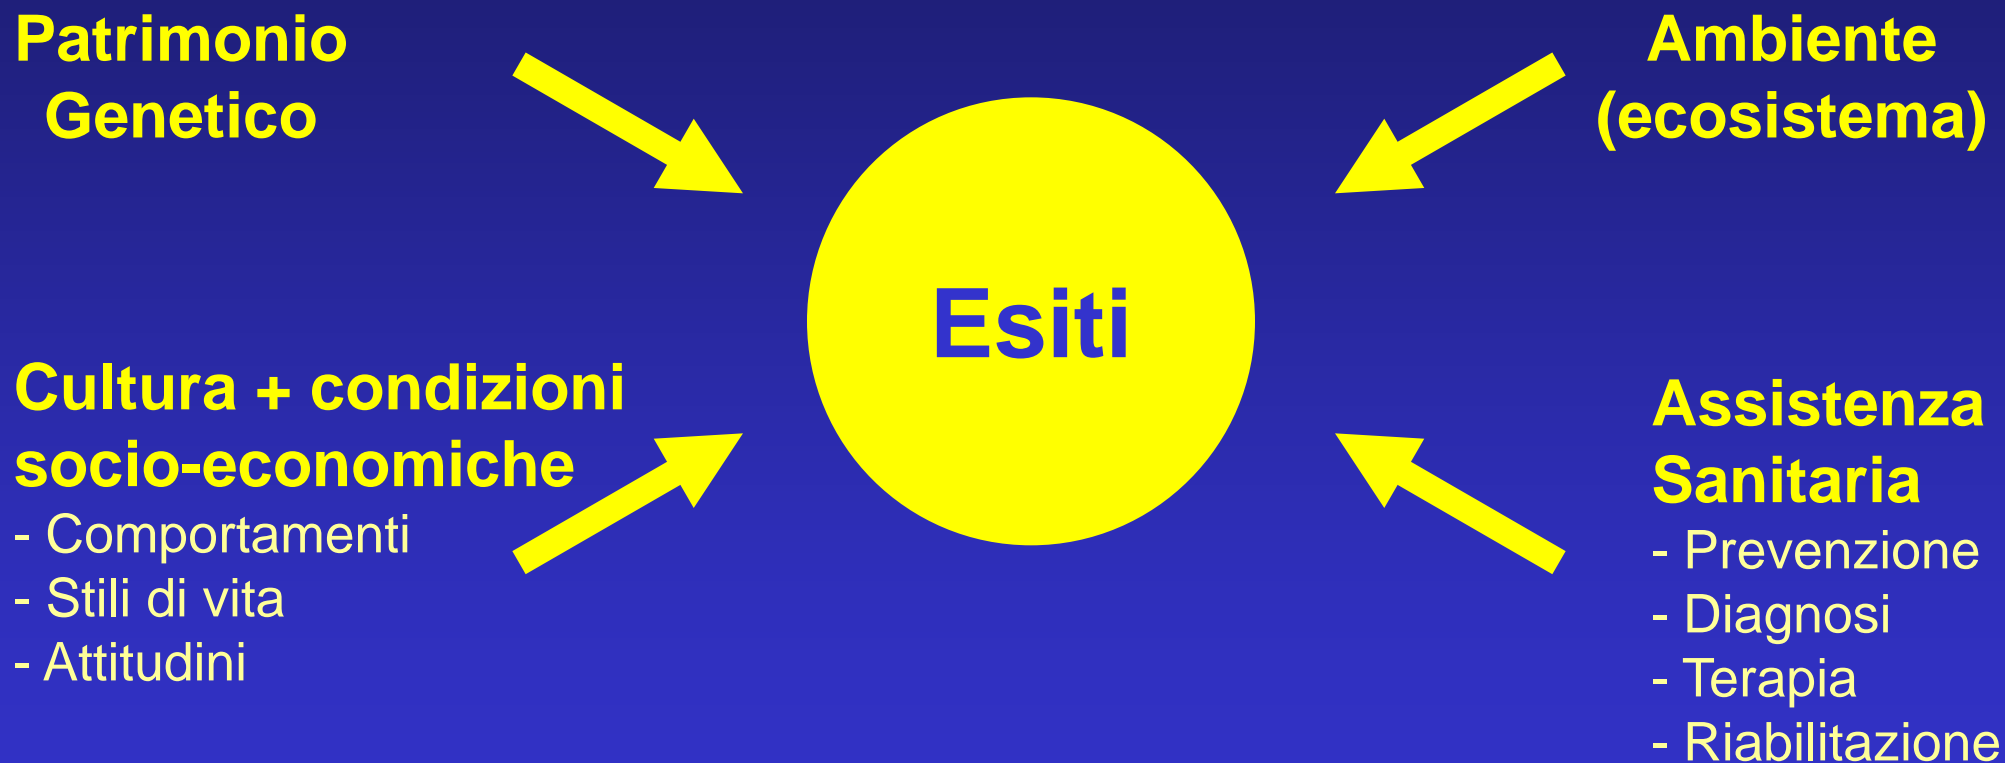 Patrimonio
Genetico
Ambiente
(ecosistema)
Esiti
Cultura + condizioni
socio-economiche
- Comportamenti
- Stili di vita
- Attitudini
Assistenza
Sanitaria
- Prevenzione
- Diagnosi
- Terapia
- Riabilitazione